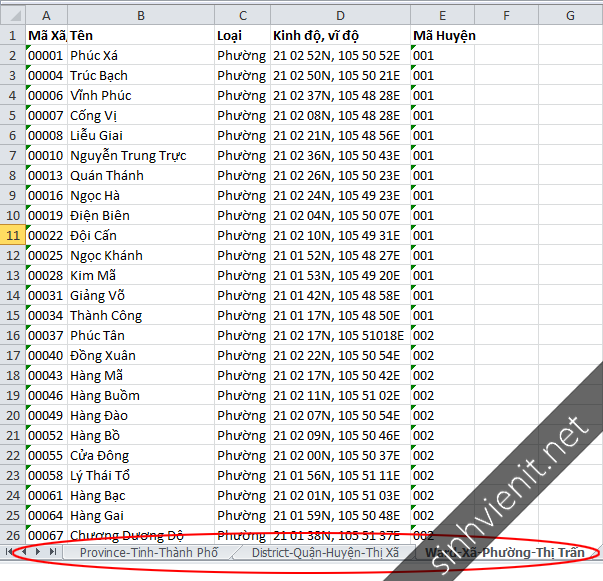 A B C D E F G
1 Mã Xã, Tên Loại Kinh độ, vĩ độ Mã Huyện
2 00001 Phúc Xá Phường 21 02 52N, 105 50 52E 001
3 00004 Trúc Bạch Phường 21 02 50N, 105 50 21E 001
4 00006 Vĩnh Phúc Phường 21 02 37N, 105 48 28E 001
5 00007 Cống Vị Phường 21 02 08N, 105 48 28E 001
6 00008 Liễu Giai Phường 21 02 21N, 105 48 56E 001
7 00010 Nguyễn Trung Trực Phường 21 02 36N, 105 50 43E 001
8 00013 Quán Thánh Phường 21 02 26N, 105 50 23E 001
9 00016 Ngọc Hà Phường 21 02 24N, 105 49 23E 001
10 00019 Điện Biên Phường 21 02 04N, 105 50 07E 001
11 00022 Đội Cấn Phường 21 02 10N, 105 49 31E 001
12 00025 Ngọc Khánh Phường 21 01 52N, 105 48 27E 001
13 00028 Kim Mã Phường 21 01 53N, 105 49 20E 001
14 00031 Giảng Võ Phường 21 01 42N, 105 48 58E 001
15 00034 Thành Công Phường 21 01 17N, 105 48 50E 001
16 00037 Phúc Tân Phường 21 02 17N, 105 51018E 002
17 00040 Đồng Xuân Phường 21 02 22N, 105 50 54E 002
18 00043 Hàng Mã Phường 21 02 17N, 105 50 42E 002
19 00046 Hàng Buồm Phường 21 02 11N, 105 51 02E 002
20 00049 Hàng Đào Phường 21 02 07N, 105 50 54E 002
21 00052 Hàng Bồ Phường 21 02 09N, 105 50 46E 002
22 00055 Cửa Đông Phường 21 02 00N, 105 50 37E 002
23 00058 Lý Thái Tổ Phường 21 01 56N, 105 51 11E 002
24 00061 Hàng Bạc Phường 21 02 01N, 105 51 03E 002
25 00064 Hàng Gai Phường 21 01 59N, 105 50 48E 002
26 00067 Chương Dương Độ Phường 21 01 38N, 105 51 37E 002
Province-Tỉnh-Thành Phố District-Quận-Huyện-Thị Xã Ward-Xã-Phường-Thị Trấn
sinhvienit.net